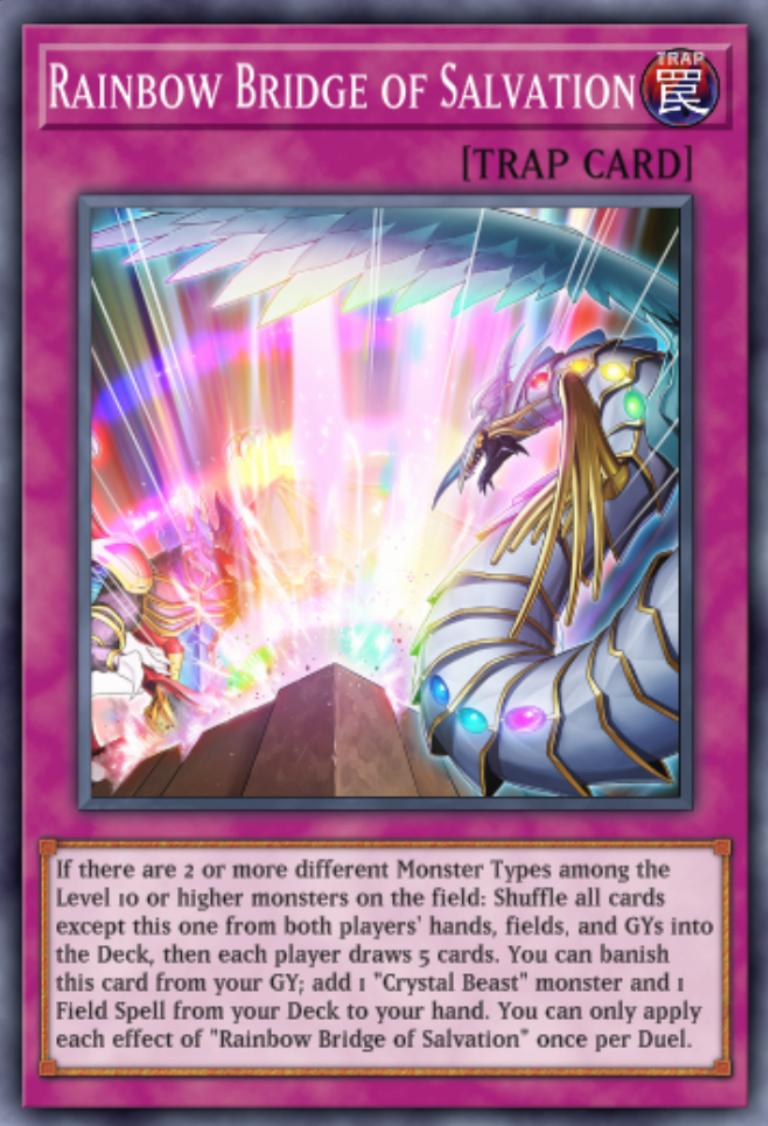 RAINBOW BRIDGE OF SALVATION
TRAP
罠
[TRAP CARD]
If there are 2 or more different Monster Types among the
Level 10 or higher monsters on the field: Shuffle all cards
except this one from both players' hands, fields, and GYs into
the Deck, then each player draws 5 cards. You can banish
this card from your GY; add 1 "Crystal Beast" monster and 1
Field Spell from your Deck to your hand. You can only apply
each effect of "Rainbow Bridge of Salvation" once per Duel.